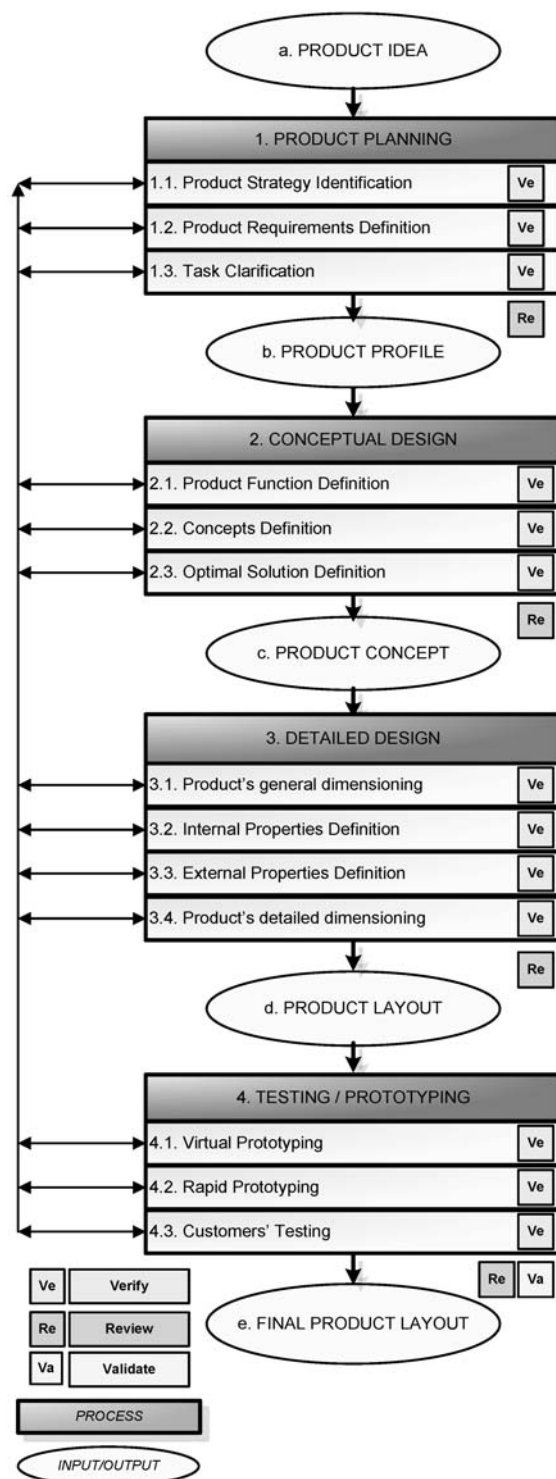 a. PRODUCT IDEA
1. PRODUCT PLANNING
1.1. Product Strategy Identification Ve
1.2. Product Requirements Definition Ve
1.3. Task Clarification Ve
Re
b. PRODUCT PROFILE
2. CONCEPTUAL DESIGN
2.1. Product Function Definition Ve
2.2. Concepts Definition Ve
2.3. Optimal Solution Definition Ve
Re
c. PRODUCT CONCEPT
3. DETAILED DESIGN
3.1. Product's general dimensioning Ve
3.2. Internal Properties Definition Ve
3.3. External Properties Definition Ve
3.4. Product's detailed dimensioning Ve
Re
d. PRODUCT LAYOUT
4. TESTING / PROTOTYPING
4.1. Virtual Prototyping Ve
4.2. Rapid Prototyping Ve
4.3. Customers' Testing Ve
Re Va
e. FINAL PRODUCT LAYOUT
Ve Verify
Re Review
Va Validate
PROCESS
INPUT/OUTPUT